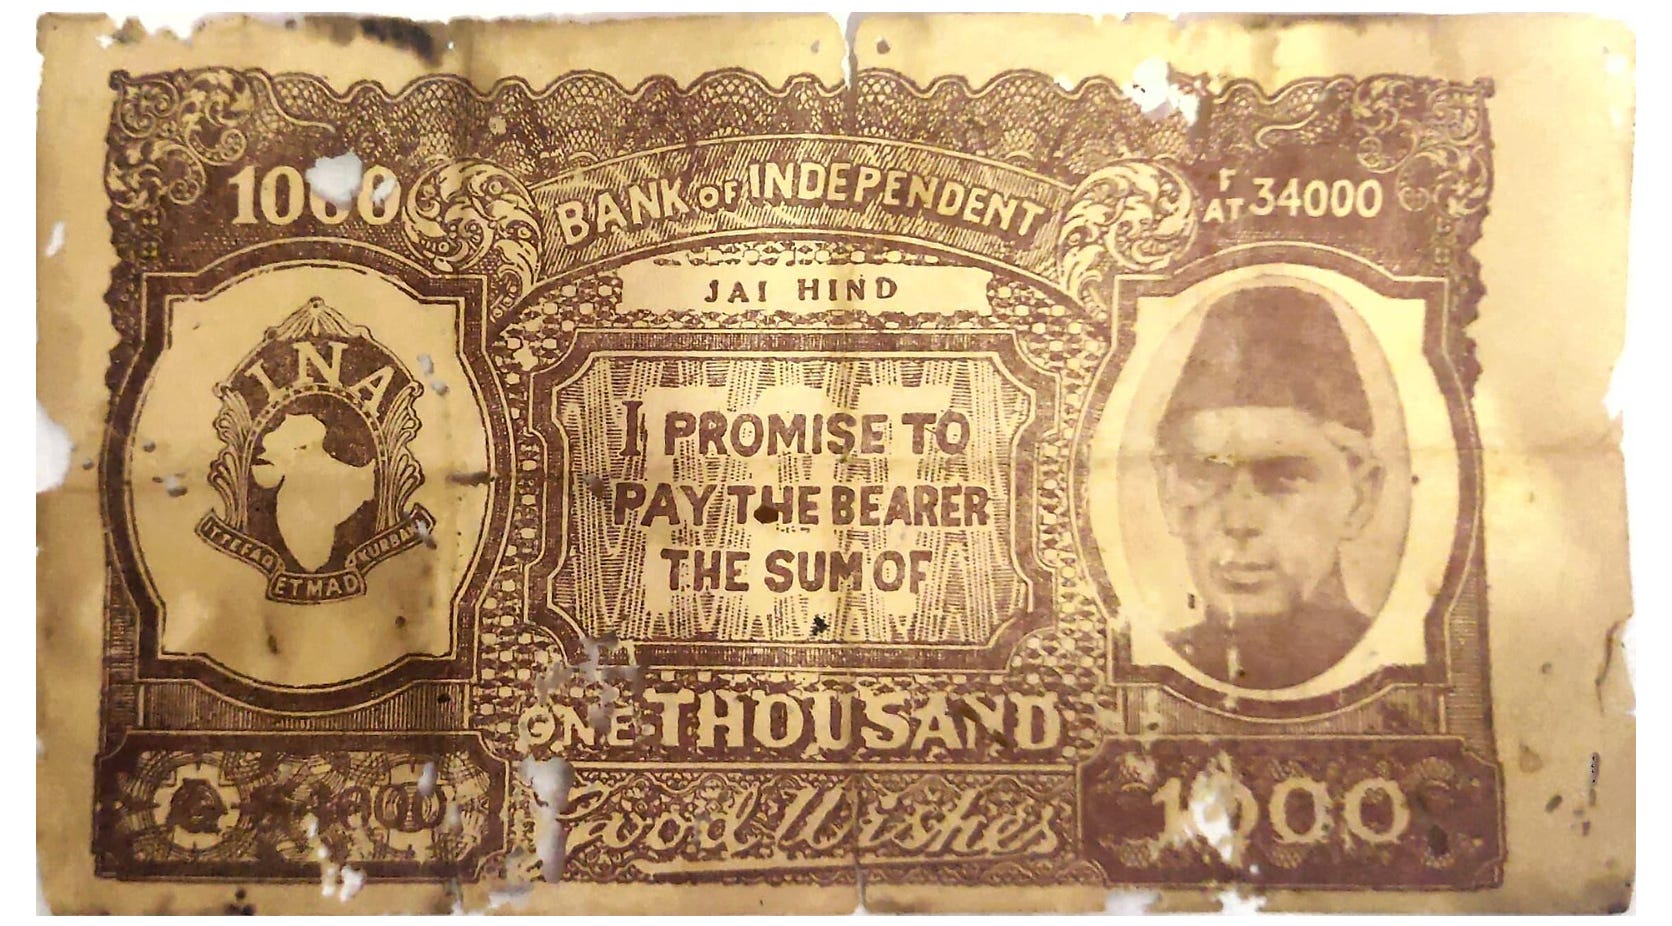 1000
BANK OF INDEPENDENT
F
AT 34000
JAI HIND
INA
ITTEFAQ
ETMAD
KURBANI
I PROMISE TO
PAY THE BEARER
THE SUM OF
ONE THOUSAND
Good Wishes
1000